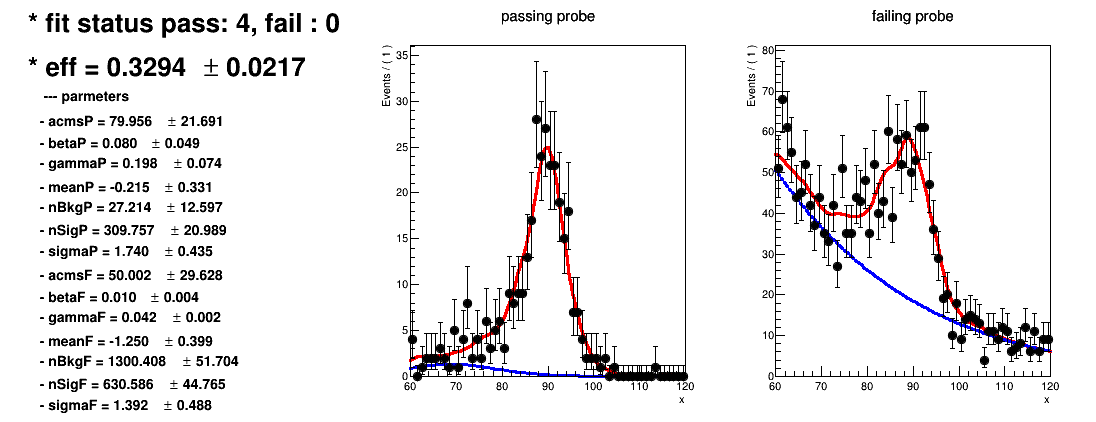 * fit status pass: 4, fail : 0
* eff = 0.3294 ± 0.0217
--- parmeters
- acmsP = 79.956 ± 21.691
- betaP = 0.080 ± 0.049
- gammaP = 0.198 ± 0.074
- meanP = -0.215 ± 0.331
- nBkgP = 27.214 ± 12.597
- nSigP = 309.757 ± 20.989
- sigmaP = 1.740 ± 0.435
- acmsF = 50.002 ± 29.628
- betaF = 0.010 ± 0.004
- gammaF = 0.042 ± 0.002
- meanF = -1.250 ± 0.399
- nBkgF = 1300.408 ± 51.704
- nSigF = 630.586 ± 44.765
- sigmaF = 1.392 ± 0.488
passing probe
Events / ( 1 )
35
30
25
20
15
10
5
0
60 70 80 90 100 110 120
x
failing probe
Events / ( 1 )
80
70
60
50
40
30
20
10
0
60 70 80 90 100 110 120
x